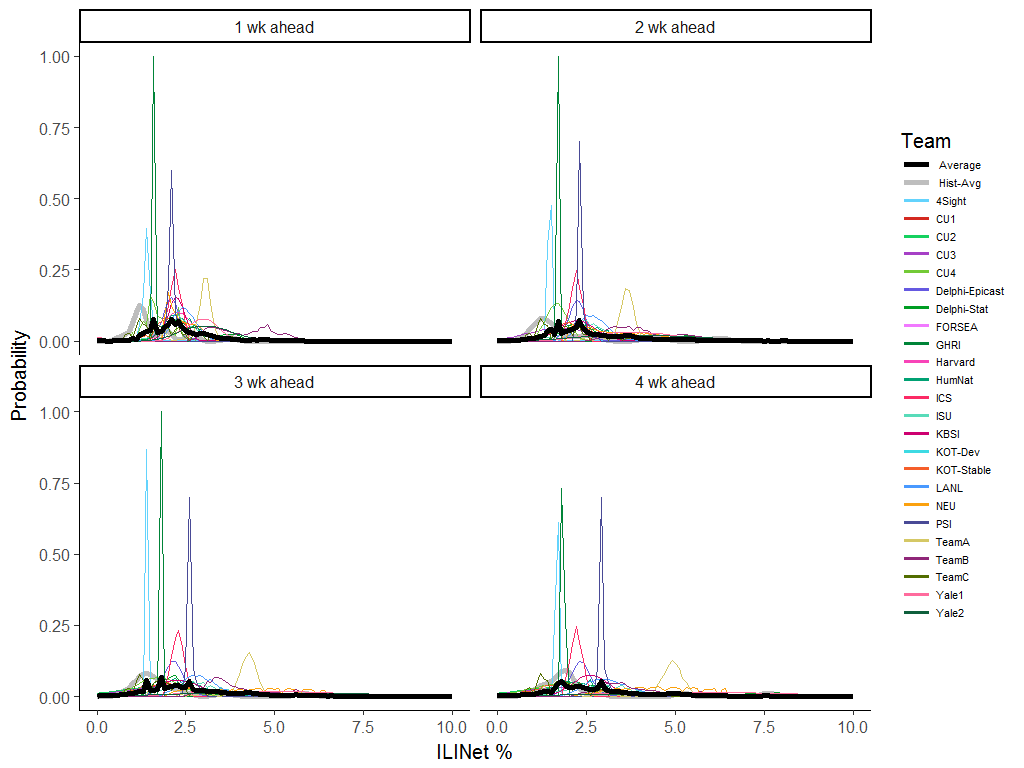 1 wk ahead
2 wk ahead
1.00
0.75
0.50
0.25
0.00
3 wk ahead
4 wk ahead
1.00
0.75
0.50
0.25
0.00
0.0 2.5 5.0 7.5 10.0
0.0 2.5 5.0 7.5 10.0
ILINet %
Probability
Team
Average
Hist-Avg
4Sight
CU1
CU2
CU3
CU4
Delphi-Epicast
Delphi-Stat
FORSEA
GHRI
Harvard
HumNat
ICS
ISU
KBSI
KOT-Dev
KOT-Stable
LANL
NEU
PSI
TeamA
TeamB
TeamC
Yale1
Yale2